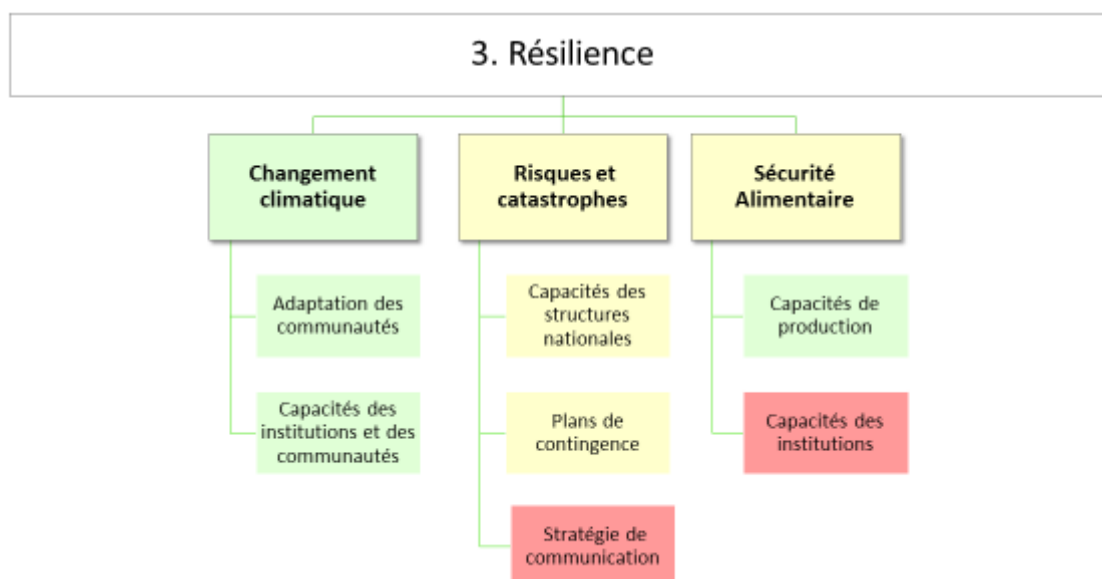 3. Résilience
Changement
climatique
Risques et
catastrophes
Sécurité
Alimentaire
Adaptation des
communautés
Capacités des
structures
nationales
Capacités de
production
Capacités des
institutions et des
communautés
Plans de
contingence
Capacités des
institutions
Stratégie de
communication